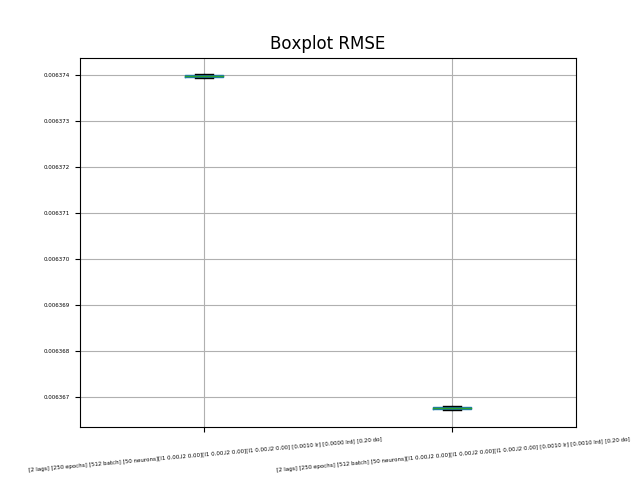 Boxplot RMSE
0.006374
0.006373
0.006372
0.006371
0.006370
0.006369
0.006368
0.006367
[2 lags] [250 epochs] [512 batch] [50 neurons][l1 0.00,l2 0.00][l1 0.00,l2 0.00][l1 0.00,l2 0.00] [0.0010 lr] [0.0000 lrd] [0.20 do]
[2 lags] [250 epochs] [512 batch] [50 neurons][l1 0.00,l2 0.00][l1 0.00,l2 0.00][l1 0.00,l2 0.00] [0.0010 lr] [0.0010 lrd] [0.20 do]